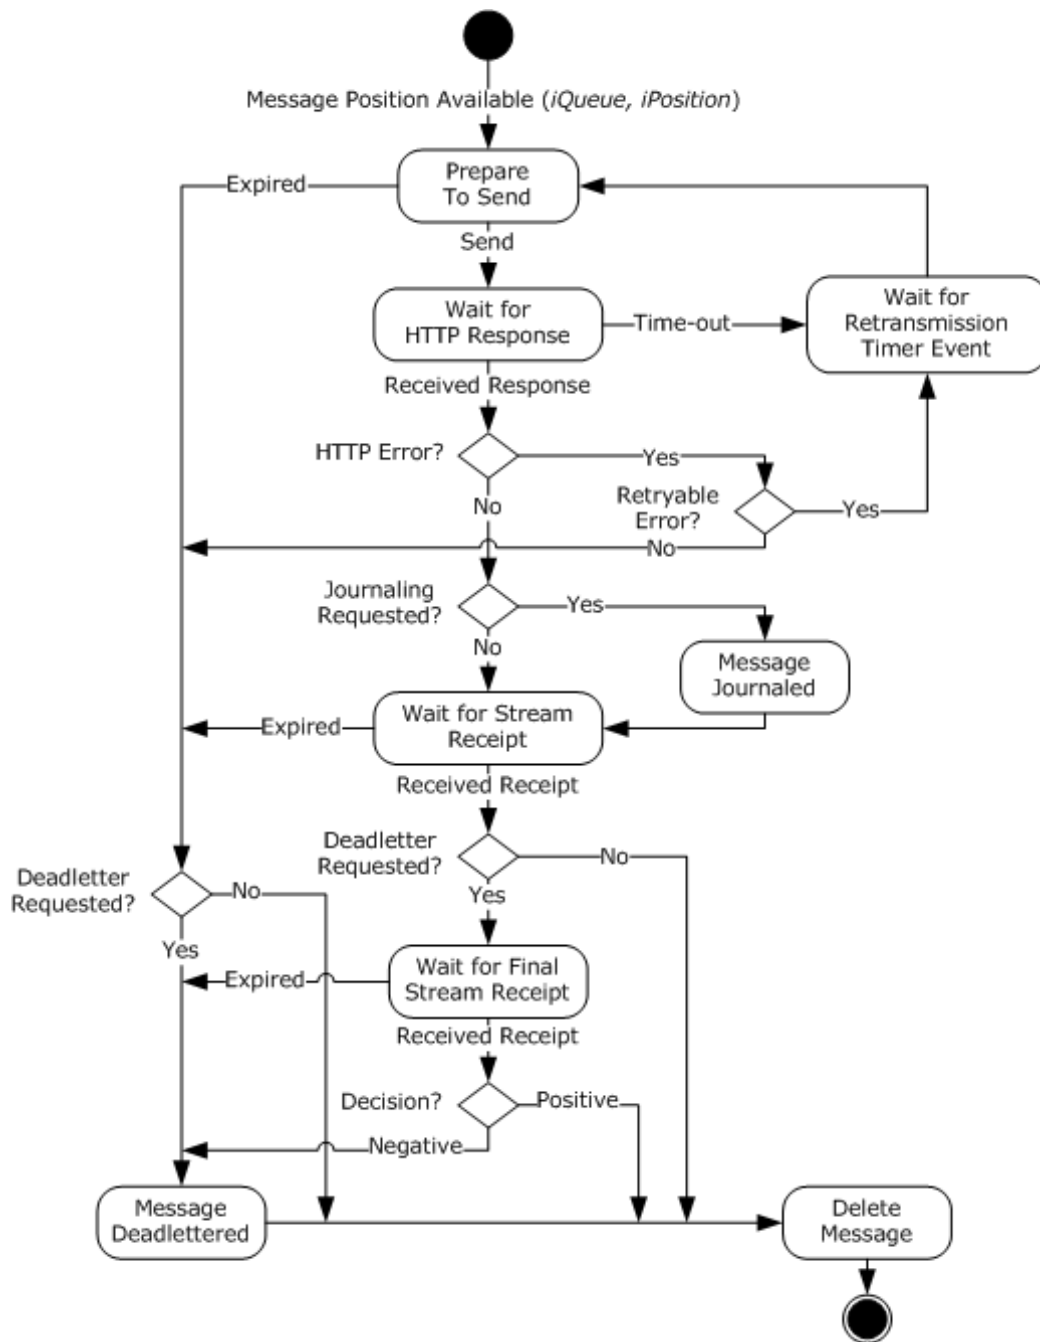 Message Position Available (iQueue, iPosition)
Expired
Prepare
To Send
Send
Wait for
HTTP Response
Time-out
Wait for
Retransmission
Timer Event
Received Response
HTTP Error?
Yes
No
Retryable
Error?
Yes
No
Journaling
Requested?
Yes
No
Message
Journaled
Expired
Wait for Stream
Receipt
Received Receipt
Deadletter
Requested?
No
Yes
Deadletter
Requested?
No
Yes
Expired
Wait for Final
Stream Receipt
Received Receipt
Decision?
Positive
Negative
Message
Deadlettered
Delete
Message